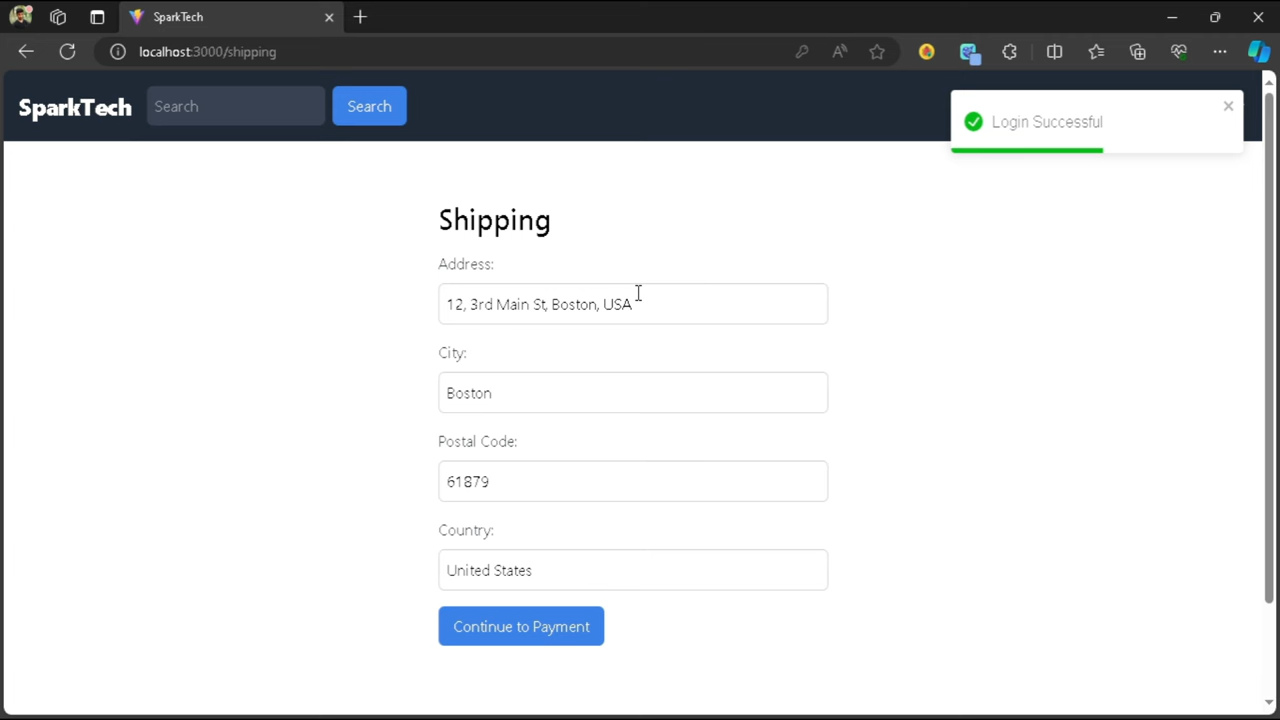 SparkTech
localhost:3000/shipping
SparkTech
Search
Search
Login Successful
Shipping
Address:
12, 3rd Main St, Boston, USA
City:
Boston
Postal Code:
61879
Country:
United States
Continue to Payment